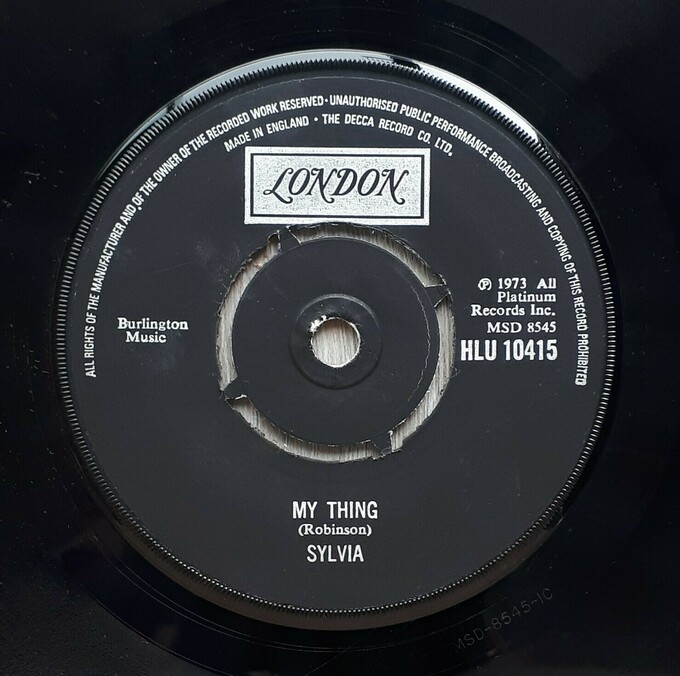 ALL RIGHTS OF THE MANUFACTURER AND OF THE OWNER OF THE RECORDED WORK RESERVED · UNAUTHORISED PUBLIC PERFORMANCE BROADCASTING AND COPYING OF THIS RECORD PROHIBITED
MADE IN ENGLAND · THE DECCA RECORD CO. LTD.
LONDON
Burlington
Music
℗ 1973 All
Platinum
Records Inc.
MSD 8545
HLU 10415
MY THING
(Robinson)
SYLVIA
MSD-8545-1C